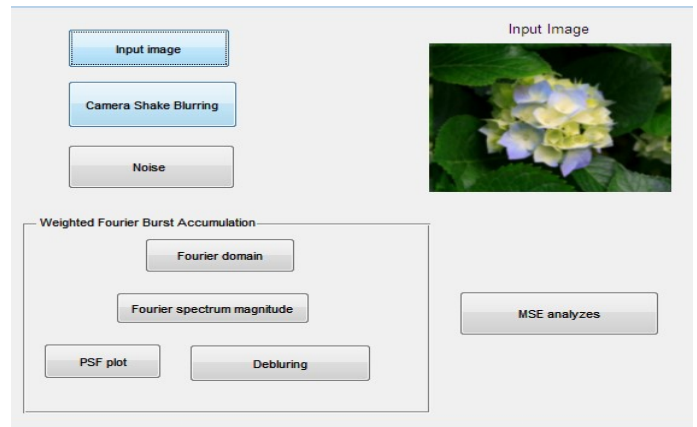 Input Image
Input image
Camera Shake Blurring
Noise
Weighted Fourier Burst Accumulation
Fourier domain
Fourier spectrum magnitude
MSE analyzes
PSF plot
Debluring